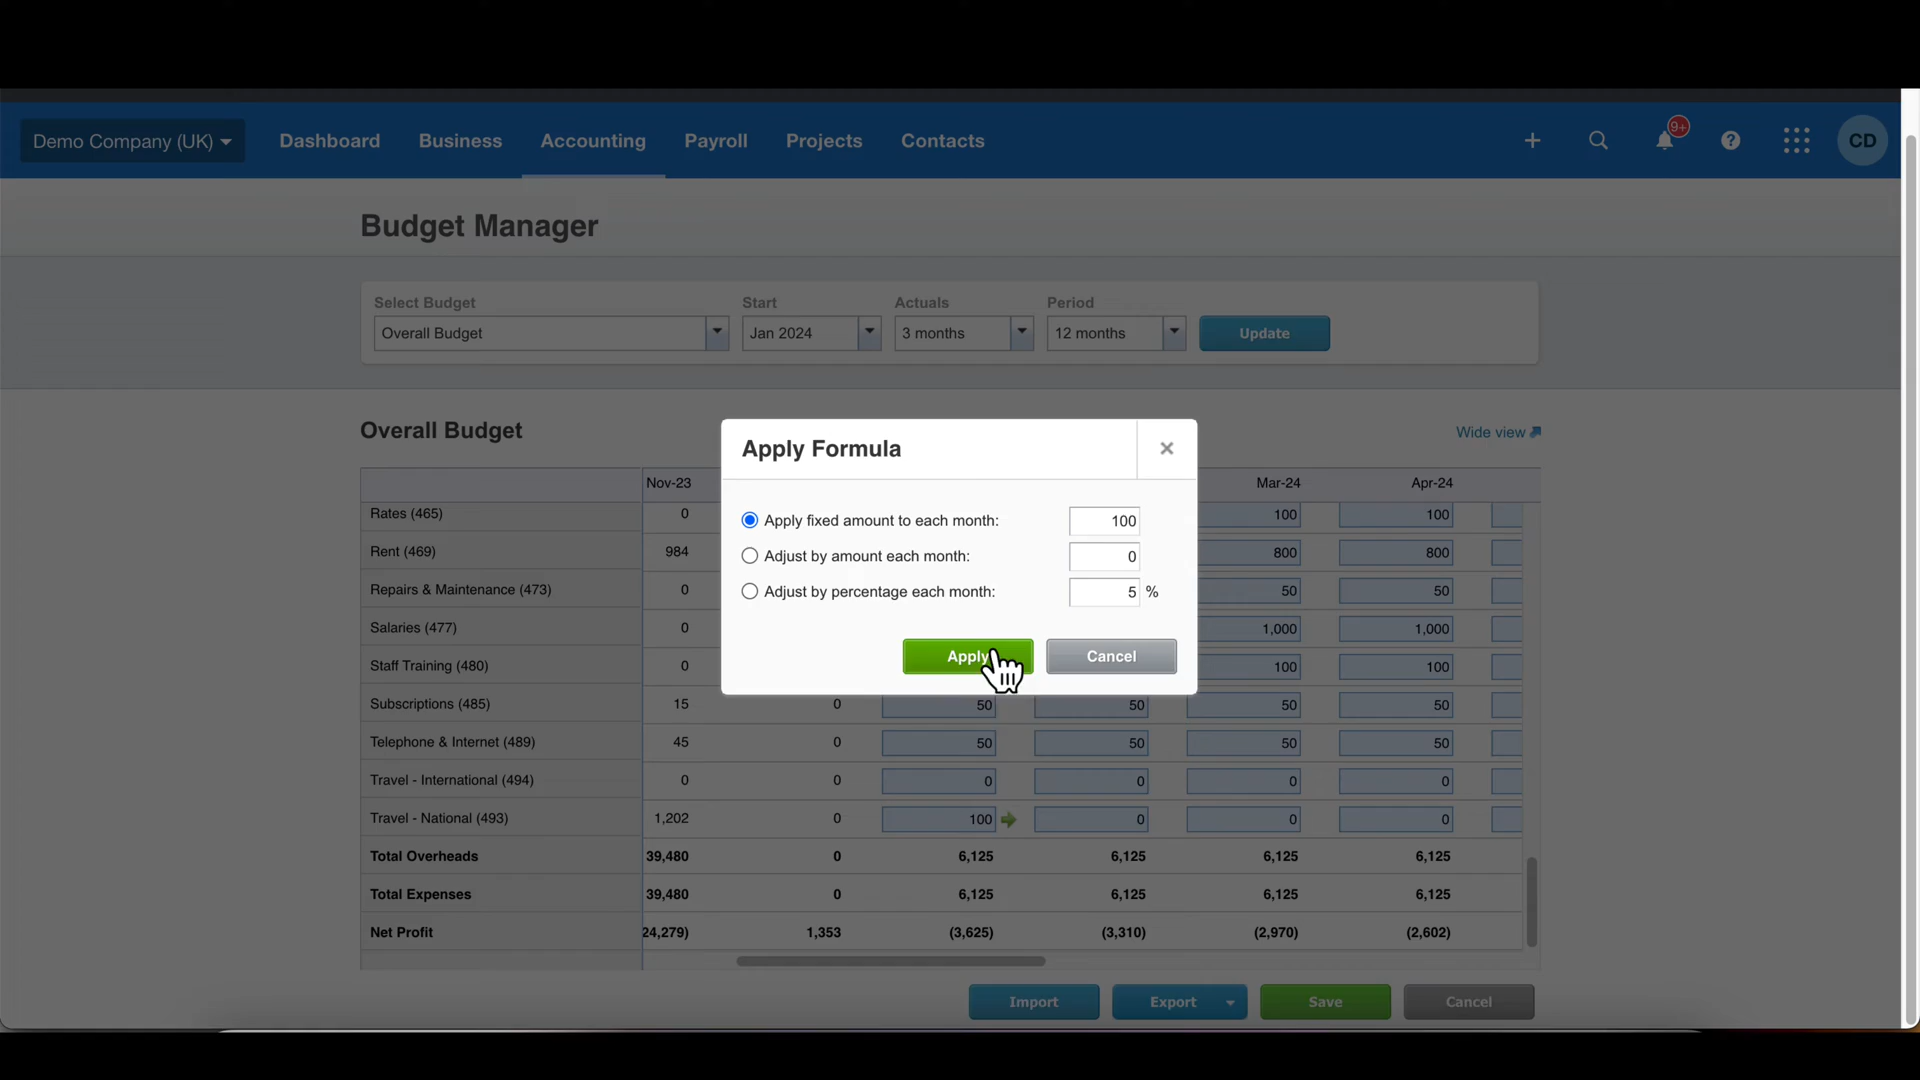 Demo Company (UK) Dashboard Business Accounting Payroll Projects Contacts 9+ CD
Budget Manager
Select Budget Start Actuals Period
Overall Budget Jan 2024 3 months 12 months Update
Overall Budget
Wide view
Nov-23 Mar-24 Apr-24
Apply Formula
Apply fixed amount to each month: 100
Adjust by amount each month: 0
Adjust by percentage each month: 5 %
Apply Cancel
Rates (465) 0 100 100
Rent (469) 984 800 800
Repairs & Maintenance (473) 0 50 50
Salaries (477) 0 1,000 1,000
Staff Training (480) 0 100 100
Subscriptions (485) 15 0 50 50 50 50
Telephone & Internet (489) 45 0 50 50 50 50
Travel - International (494) 0 0 0 0 0 0
Travel - National (493) 1,202 0 100 0 0 0
Total Overheads 39,480 0 6,125 6,125 6,125 6,125
Total Expenses 39,480 0 6,125 6,125 6,125 6,125
Net Profit 24,279) 1,353 (3,625) (3,310) (2,970) (2,602)
Import Export Save Cancel